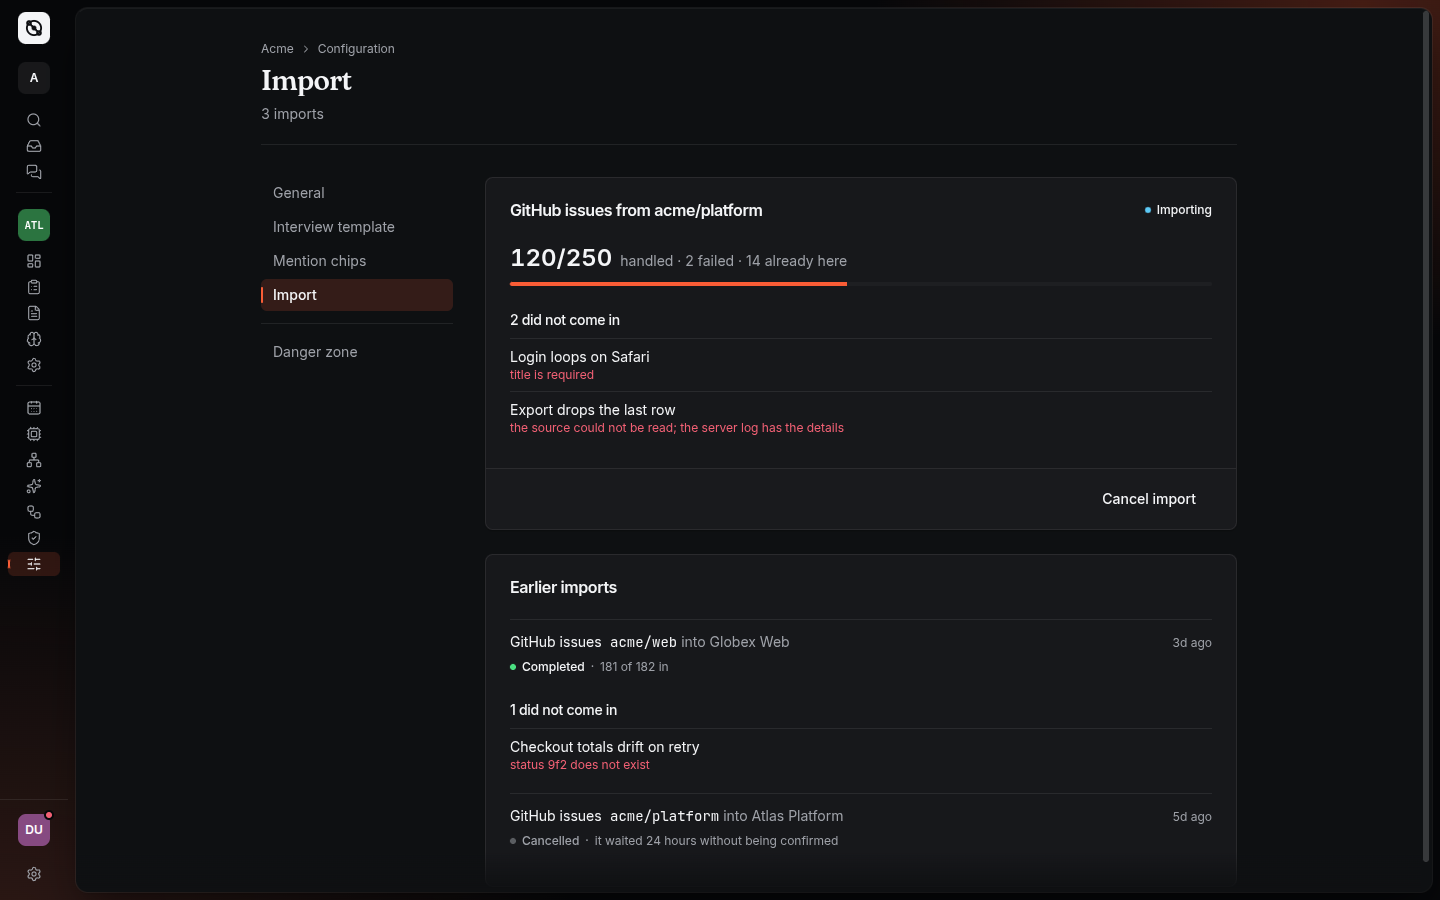 Acme > Configuration
Import
3 imports
A
ATL
DU
General
Interview template
Mention chips
Import
Danger zone
GitHub issues from acme/platform
Importing
120/250 handled · 2 failed · 14 already here
2 did not come in
Login loops on Safari
title is required
Export drops the last row
the source could not be read; the server log has the details
Cancel import
Earlier imports
GitHub issues acme/web into Globex Web
3d ago
Completed · 181 of 182 in
1 did not come in
Checkout totals drift on retry
status 9f2 does not exist
GitHub issues acme/platform into Atlas Platform
5d ago
Cancelled · it waited 24 hours without being confirmed